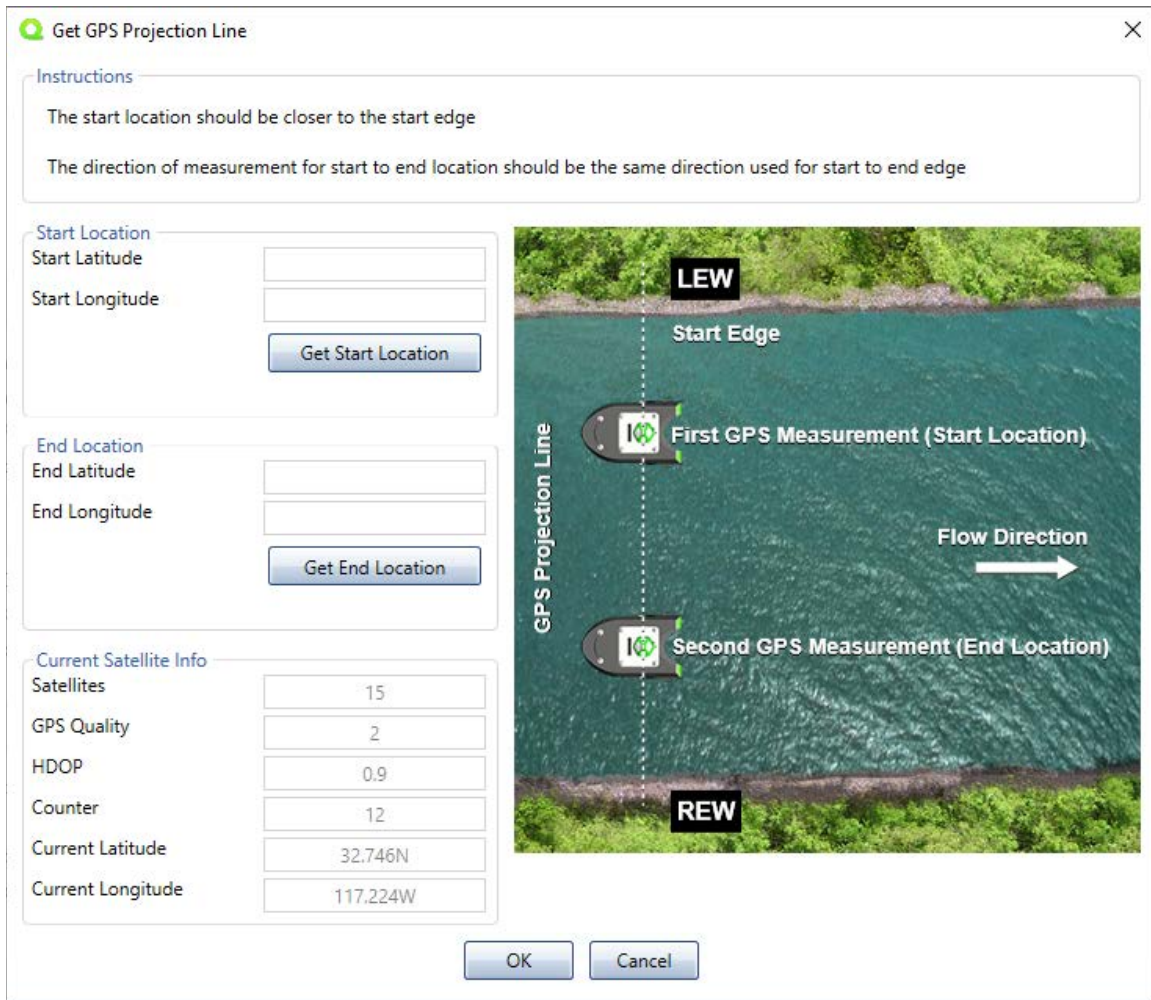 Get GPS Projection Line
Instructions
The start location should be closer to the start edge
The direction of measurement for start to end location should be the same direction used for start to end edge
Start Location
Start Latitude
Start Longitude
Get Start Location
End Location
End Latitude
End Longitude
Get End Location
Current Satellite Info
Satellites 15
GPS Quality 2
HDOP 0.9
Counter 12
Current Latitude 32.746N
Current Longitude 117.224W
LEW
Start Edge
GPS Projection Line
First GPS Measurement (Start Location)
Flow Direction
Second GPS Measurement (End Location)
REW
OK
Cancel